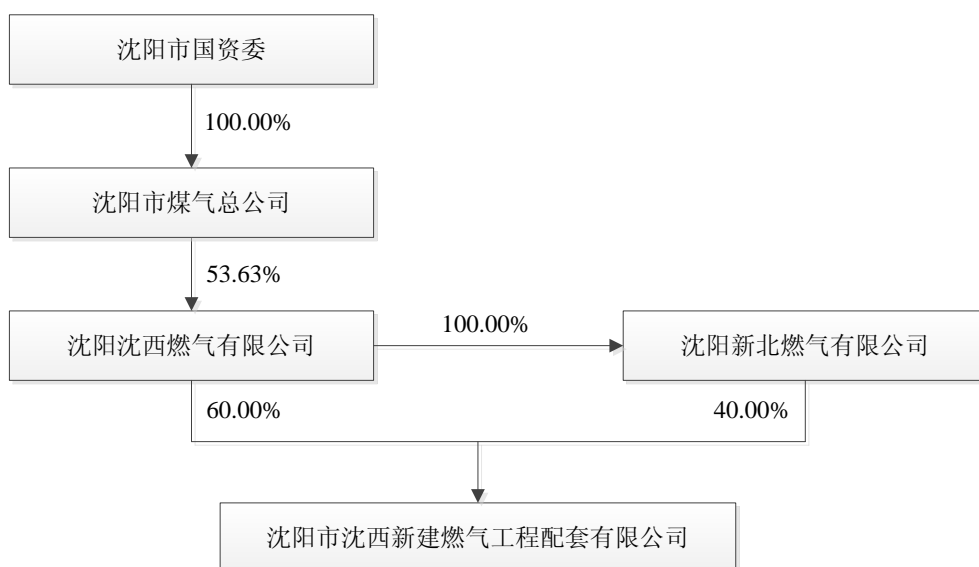 沈阳市国资委
100.00%
沈阳市煤气总公司
53.63%
沈阳沈西燃气有限公司
100.00%
沈阳新北燃气有限公司
60.00%
40.00%
沈阳市沈西新建燃气工程配套有限公司